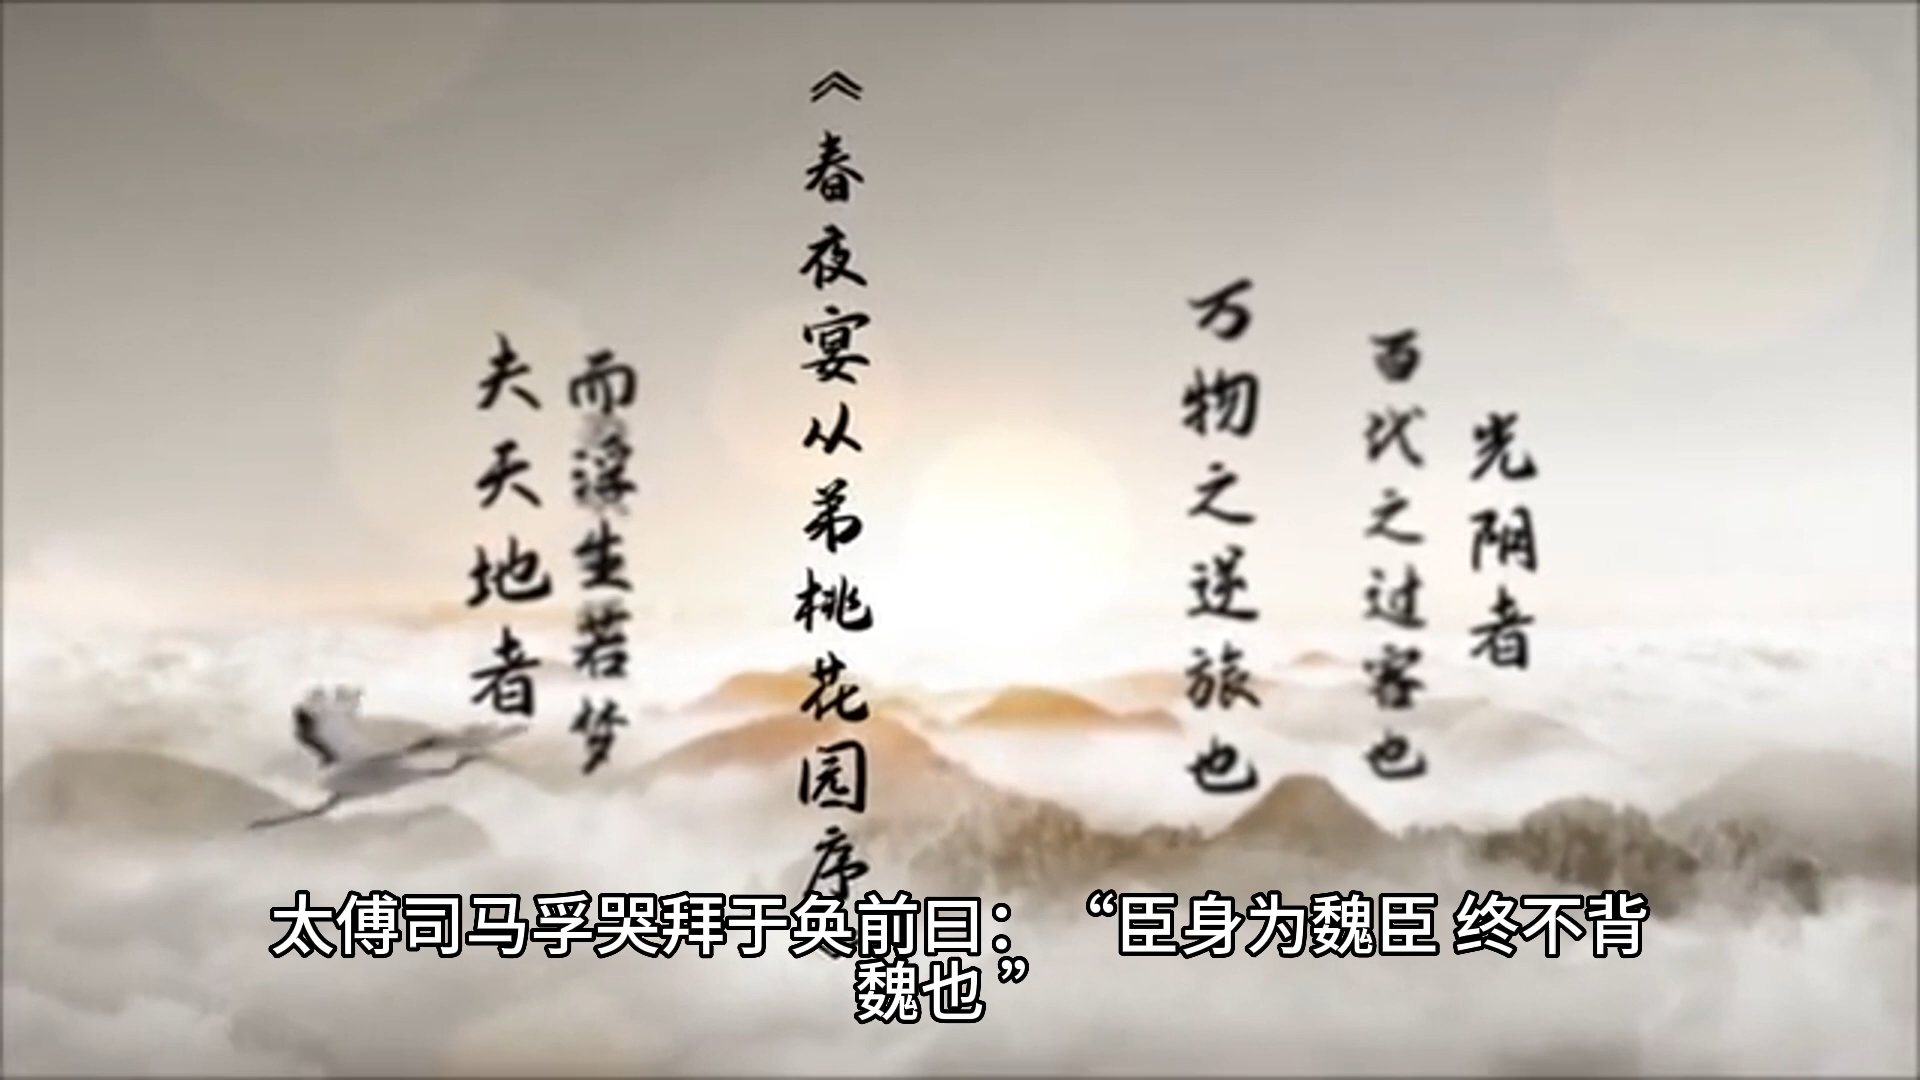 光阴者
百代之过客也
万物之逆旅也
《春夜宴从弟桃花园序
而浮生若梦
夫天地者
太傅司马孚哭拜于奂前曰：“臣身为魏臣 终不背
魏也”